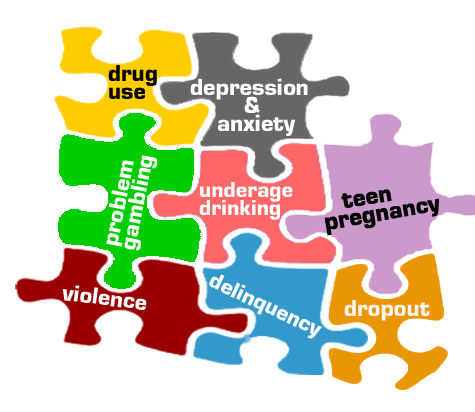 drug
use
depression
&
anxiety
problem
gambling
underage
drinking
teen
pregnancy
violence
delinquency
dropout